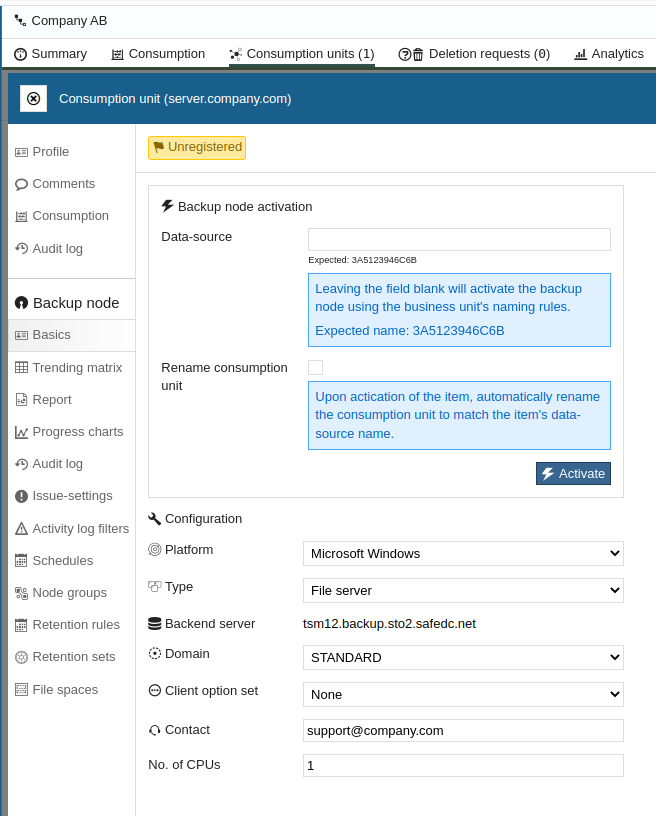 Company AB
Summary Consumption Consumption units (1) Deletion requests (0) Analytics
Consumption unit (server.company.com)
Profile
Comments
Consumption
Audit log
Backup node
Basics
Trending matrix
Report
Progress charts
Audit log
Issue-settings
Activity log filters
Schedules
Node groups
Retention rules
Retention sets
File spaces
Unregistered
Backup node activation
Data-source
Expected: 3A5123946C6B
Leaving the field blank will activate the backup
node using the business unit's naming rules.
Expected name: 3A5123946C6B
Rename consumption
unit
Upon actication of the item, automatically rename
the consumption unit to match the item's data-
source name.
Activate
Configuration
Platform Microsoft Windows
Type File server
Backend server tsm12.backup.sto2.safedc.net
Domain STANDARD
Client option set None
Contact support@company.com
No. of CPUs 1